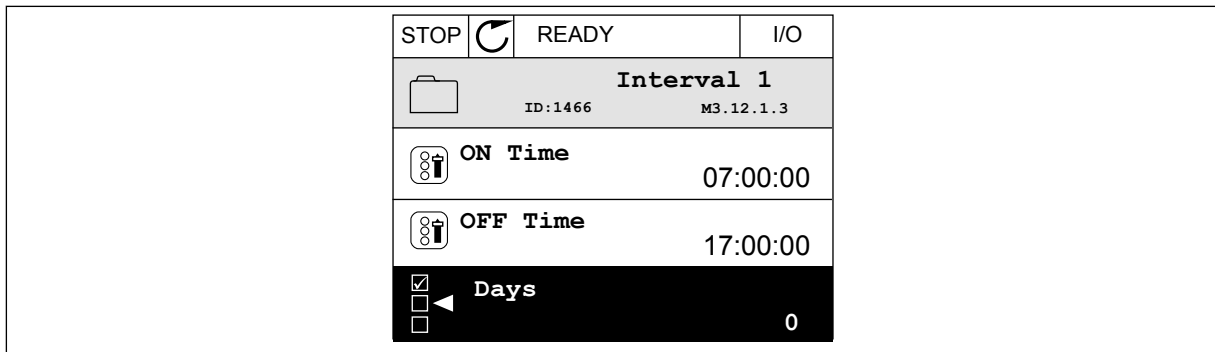 STOP READY I/O
Interval 1
ID:1466 M3.12.1.3
ON Time
07:00:00
OFF Time
17:00:00
Days
0